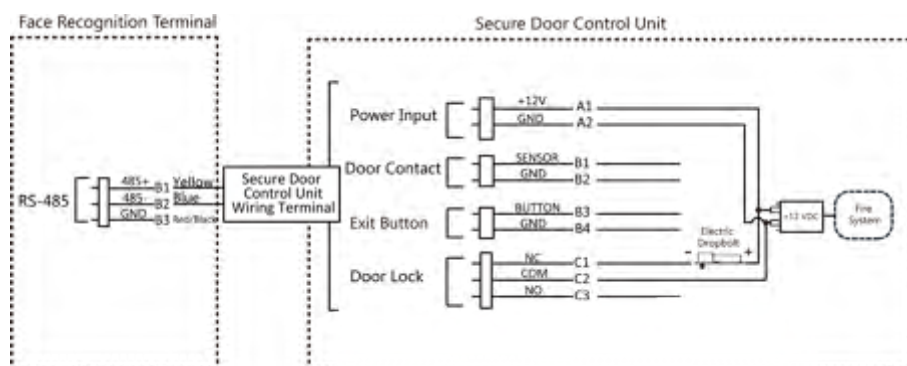 Face Recognition Terminal
Secure Door Control Unit
RS-485
485+ B1 Yellow
485- B2 Blue
GND B3 Red/Black
Secure Door
Control Unit
Wiring Terminal
Power Input
+12V A1
GND A2
Door Contact
SENSOR B1
GND B2
Exit Button
BUTTON B3
GND B4
Door Lock
NC C1
COM C2
NO C3
Electric
Dropbolt
- +
+12 VDC
Fire
System